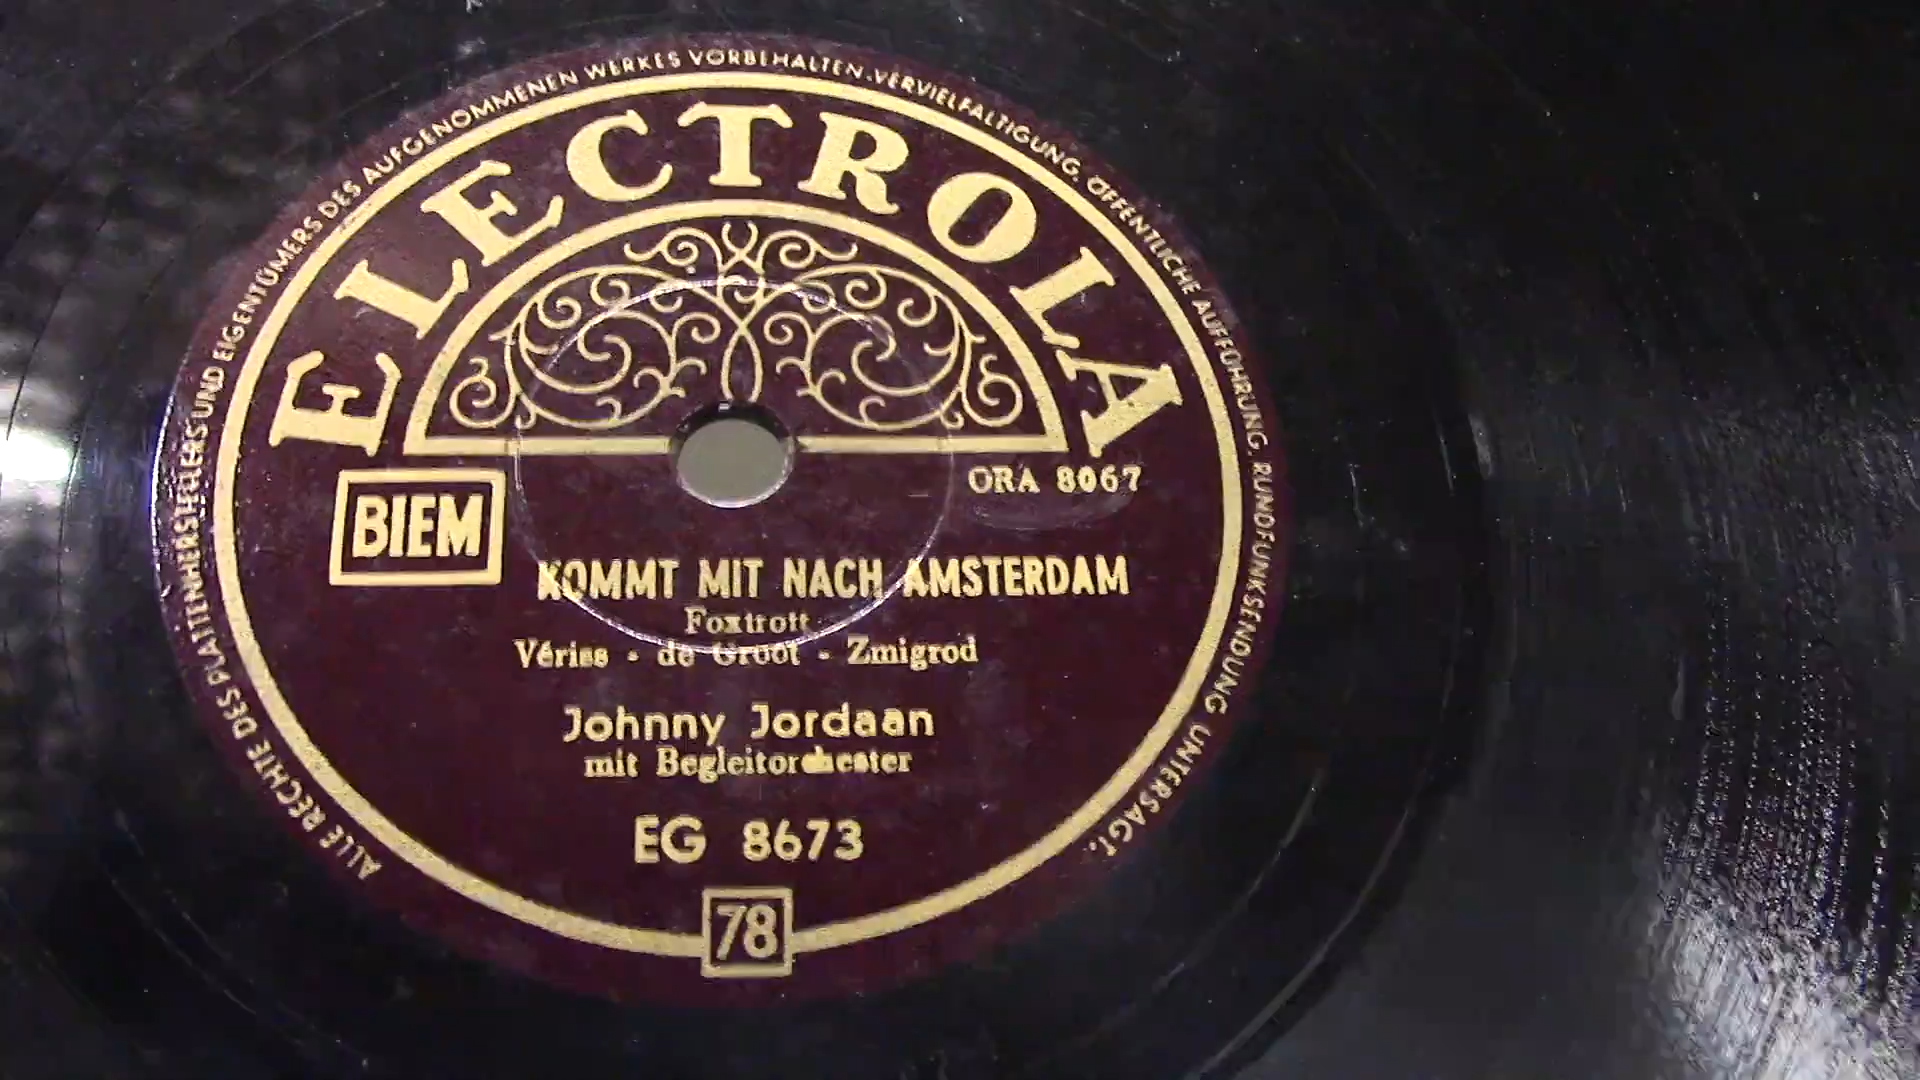 ALLE RECHTE DES PLATTENHERSTELLERS UND EIGENTÜMERS DES AUFGENOMMENEN WERKES VORBEHALTEN. VERVIELFÄLTIGUNG, ÖFFENTLICHE AUFFÜHRUNG, RUNDFUNKSENDUNG UNTERSAGT.
ELECTROLA
BIEM
ORA 8067
KOMMT MIT NACH AMSTERDAM
Foxtrott
Véries - de Groot - Zmigrod
Johnny Jordaan
mit Begleitorchester
EG 8673
78